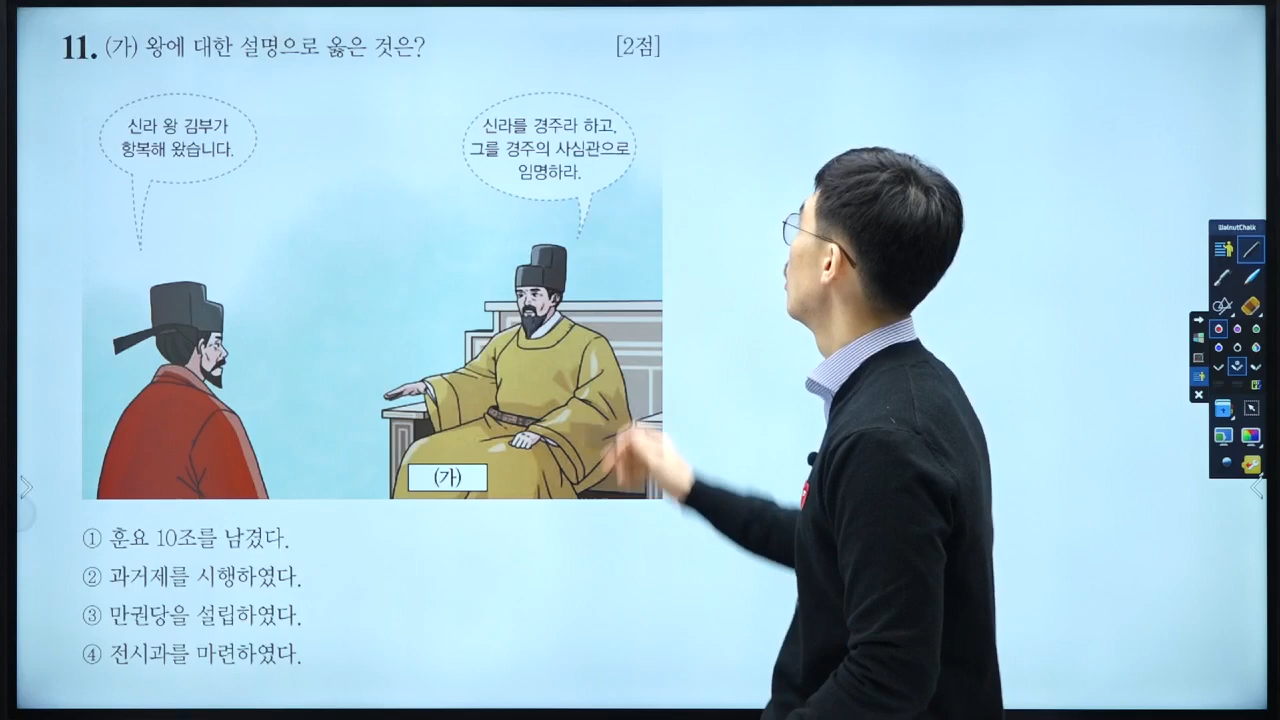 11. (가) 왕에 대한 설명으로 옳은 것은? [2점]
신라 왕 김부가
항복해 왔습니다.
신라를 경주라 하고,
그를 경주의 사심관으로
임명하라.
(가)
① 훈요 10조를 남겼다.
② 과거제를 시행하였다.
③ 만권당을 설립하였다.
④ 전시과를 마련하였다.
WalnutChalk